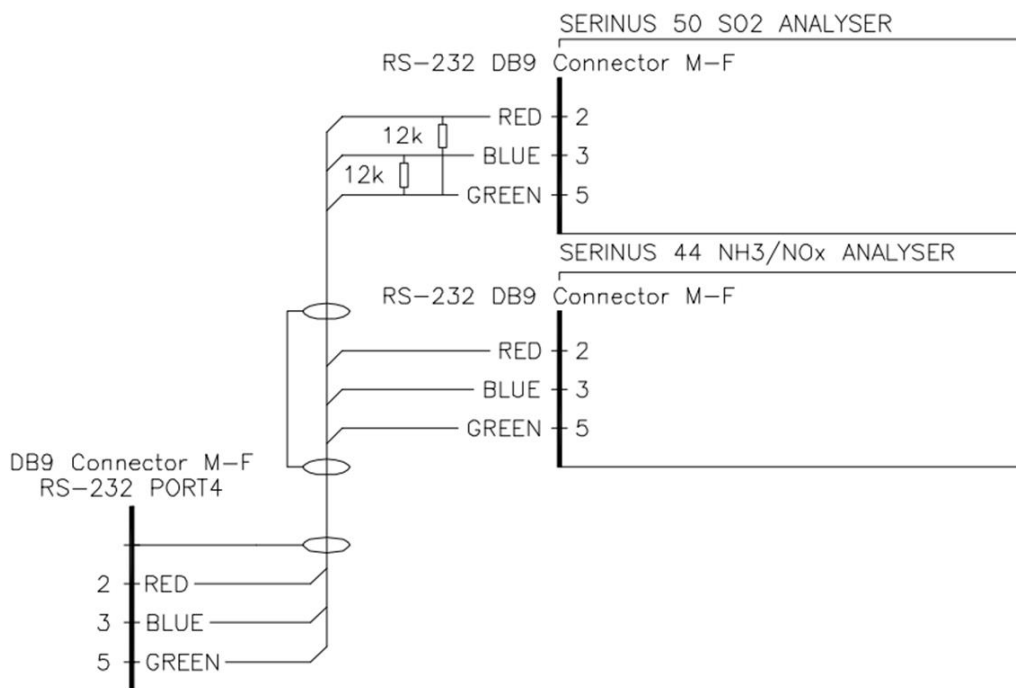 SERINUS 50 SO2 ANALYSER
RS-232 DB9 Connector M-F
RED 2
12k
BLUE 3
12k
GREEN 5
SERINUS 44 NH3/NOx ANALYSER
RS-232 DB9 Connector M-F
RED 2
BLUE 3
GREEN 5
DB9 Connector M-F
RS-232 PORT4
2 RED
3 BLUE
5 GREEN